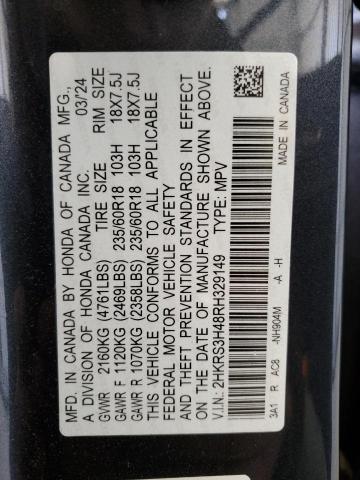 MFD. IN CANADA BY HONDA OF CANADA MFG.,
A DIVISION OF HONDA CANADA INC. 03/24
GVWR 2160KG (4761LBS) TIRE SIZE RIM SIZE
GAWR F 1120KG (2469LBS) 235/60R18 103H 18X7.5J
GAWR R 1070KG (2358LBS) 235/60R18 103H 18X7.5J
THIS VEHICLE CONFORMS TO ALL APPLICABLE
FEDERAL MOTOR VEHICLE SAFETY
AND THEFT PREVENTION STANDARDS IN EFFECT
ON THE DATE OF MANUFACTURE SHOWN ABOVE.
V.I.N.: 2HKRS3H48RH329149 TYPE: MPV
3A1 R AC8 -NH904M -A -H MADE IN CANADA